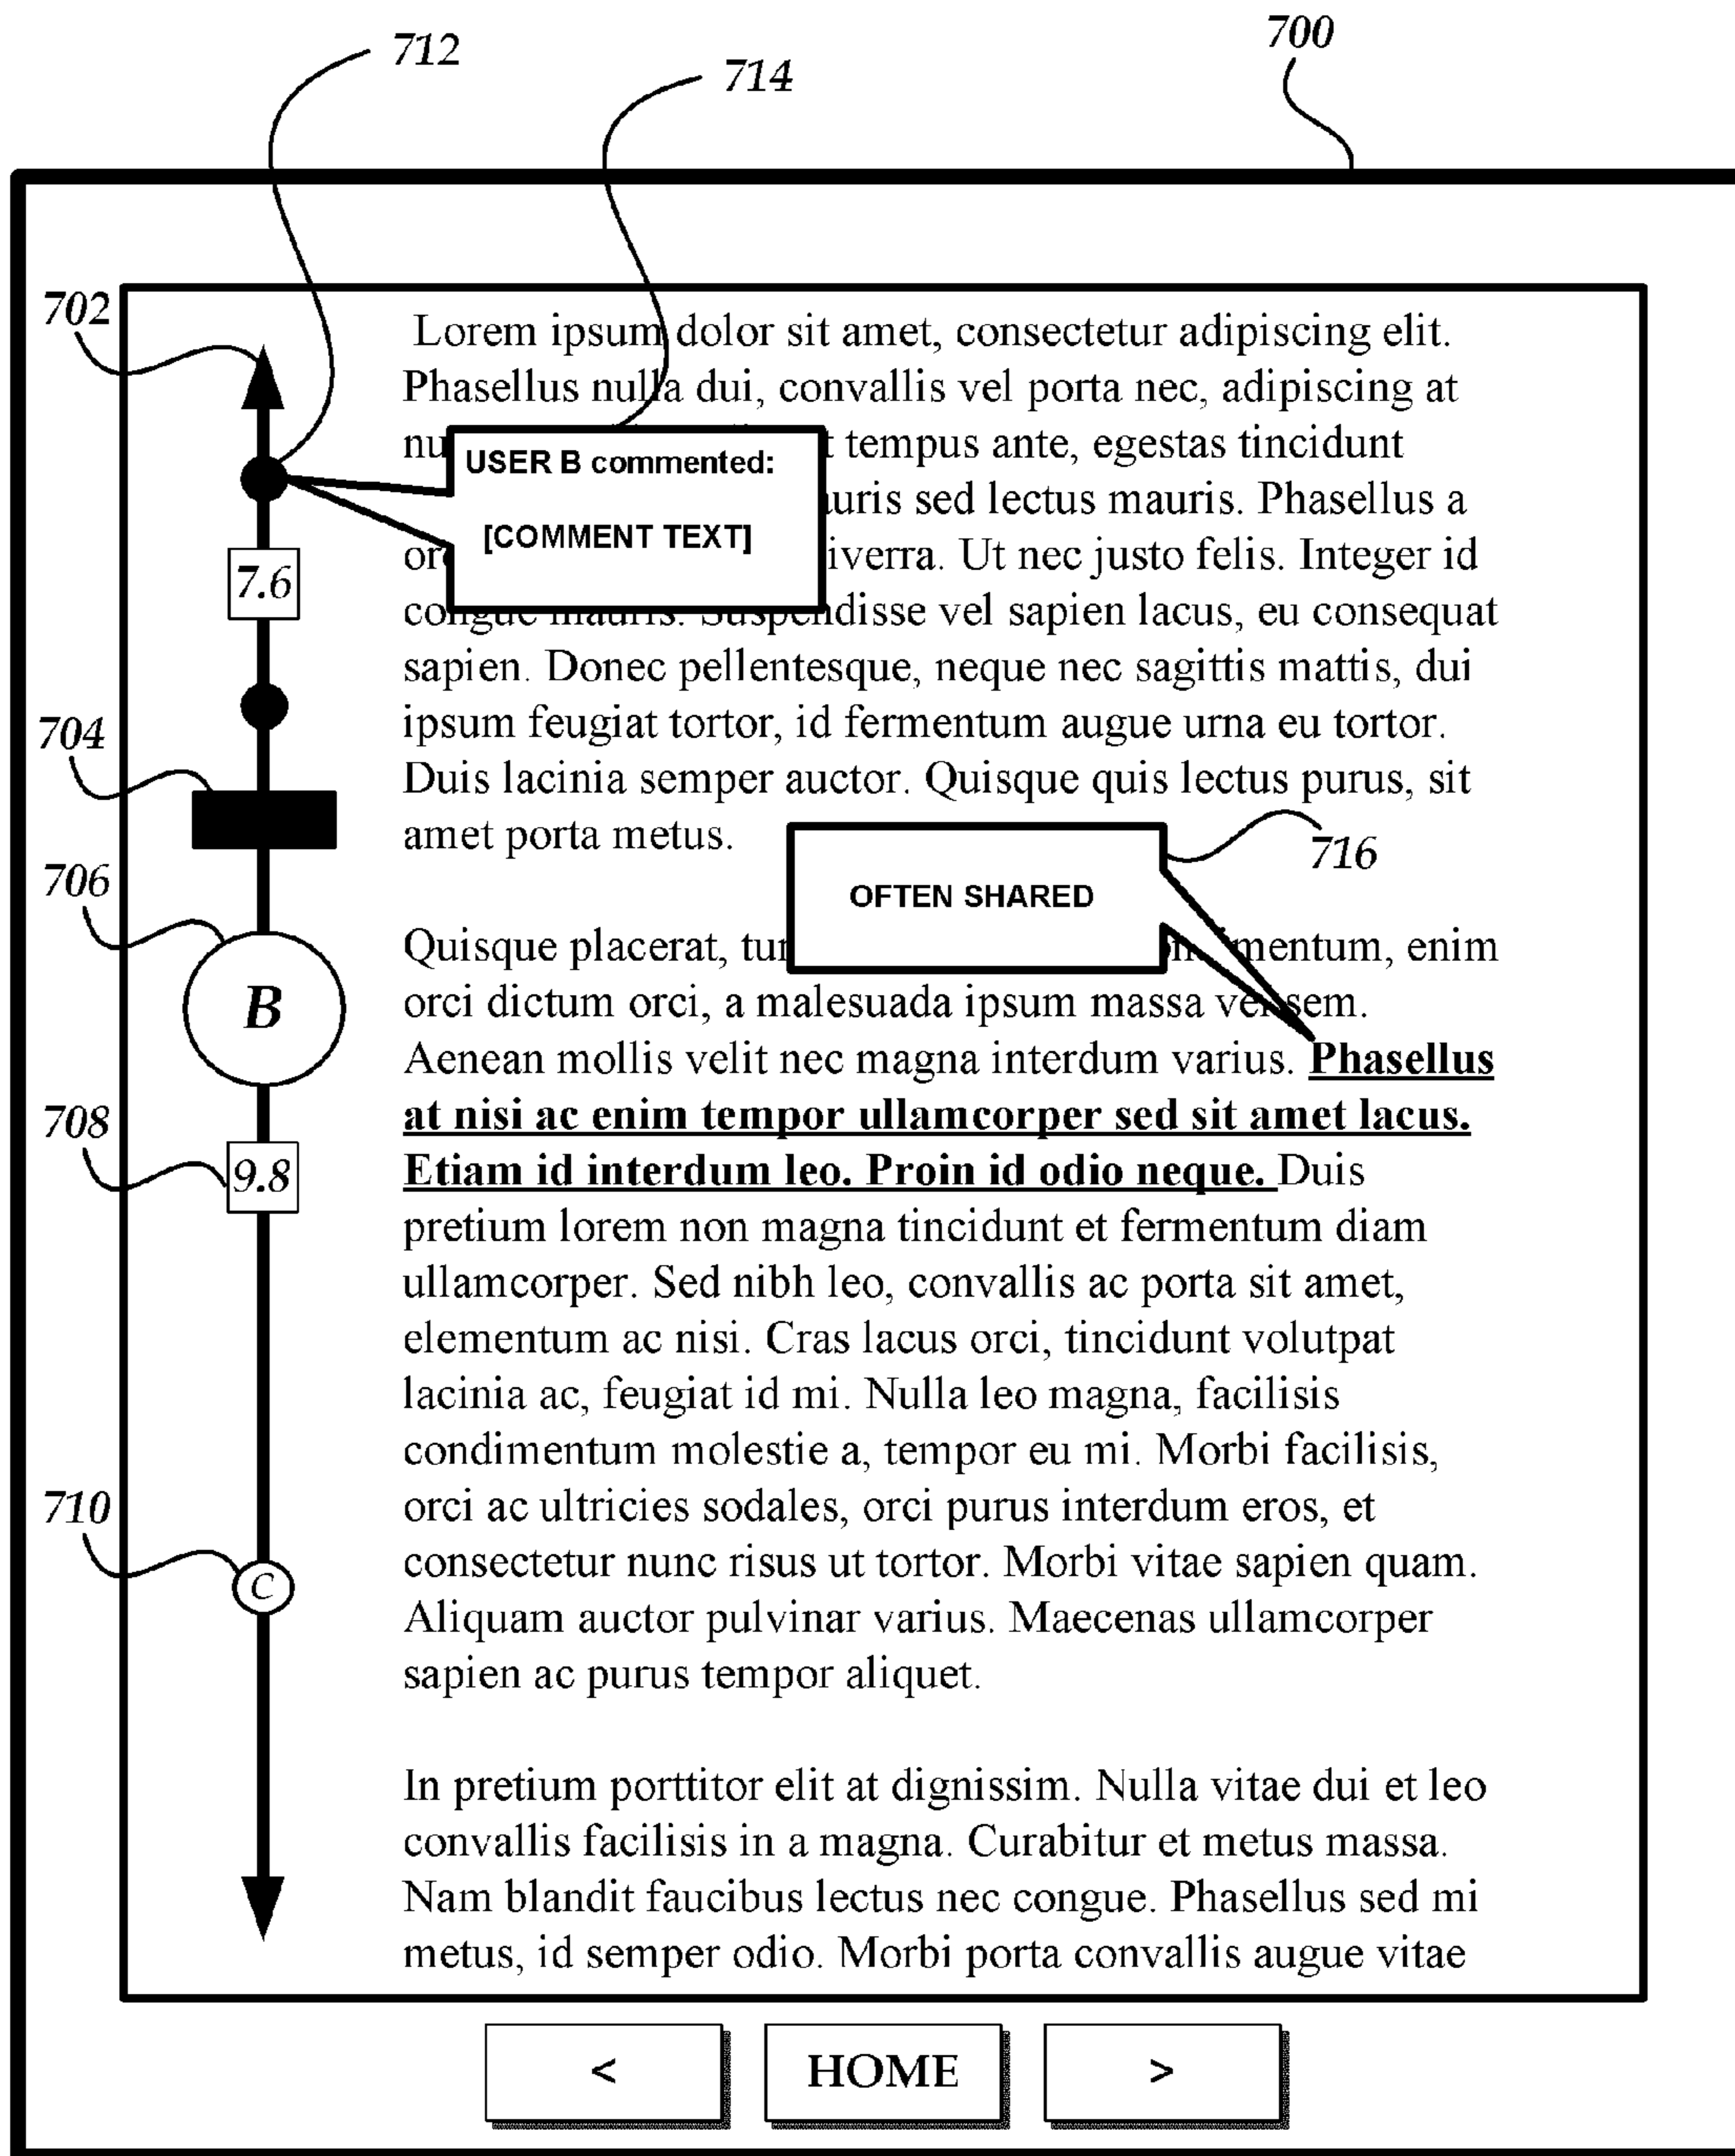 712
714
700
702
Lorem ipsum dolor sit amet, consectetur adipiscing elit.
Phasellus nulla dui, convallis vel porta nec, adipiscing at
tempus ante, egestas tincidunt
USER B commented:
sed lectus mauris. Phasellus a
[COMMENT TEXT]
Ut nec justo felis. Integer id
7.6
vel sapien lacus, eu consequat
sapien. Donec pellentesque, neque nec sagittis mattis, dui
ipsum feugiat tortor, id fermentum augue urna eu tortor.
704
Duis lacinia semper auctor. Quisque quis lectus purus, sit
amet porta metus.
716
706
OFTEN SHARED
Quisque placerat, enim
B
orci dictum orci, a malesuada ipsum massa vel sem.
Aenean mollis velit nec magna interdum varius. Phasellus
at nisi ac enim tempor ullamcorper sed sit amet lacus.
708
9.8
Etiam id interdum leo. Proin id odio neque. Duis
pretium lorem non magna tincidunt et fermentum diam
ullamcorper. Sed nibh leo, convallis ac porta sit amet,
elementum ac nisi. Cras lacus orci, tincidunt volutpat
lacinia ac, feugiat id mi. Nulla leo magna, facilisis
condimentum molestie a, tempor eu mi. Morbi facilisis,
710
orci ac ultricies sodales, orci purus interdum eros, et
consectetur nunc risus ut tortor. Morbi vitae sapien quam.
C
Aliquam auctor pulvinar varius. Maecenas ullamcorper
sapien ac purus tempor aliquet.
In pretium porttitor elit at dignissim. Nulla vitae dui et leo
convallis facilisis in a magna. Curabitur et metus massa.
Nam blandit faucibus lectus nec congue. Phasellus sed mi
metus, id semper odio. Morbi porta convallis augue vitae
<
HOME
>